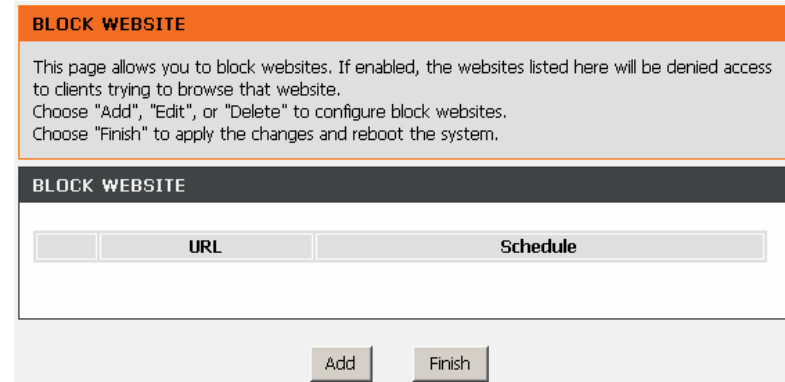 BLOCK WEBSITE
This page allows you to block websites. If enabled, the websites listed here will be denied access
to clients trying to browse that website.
Choose "Add", "Edit", or "Delete" to configure block websites.
Choose "Finish" to apply the changes and reboot the system.
BLOCK WEBSITE
URL Schedule
Add Finish